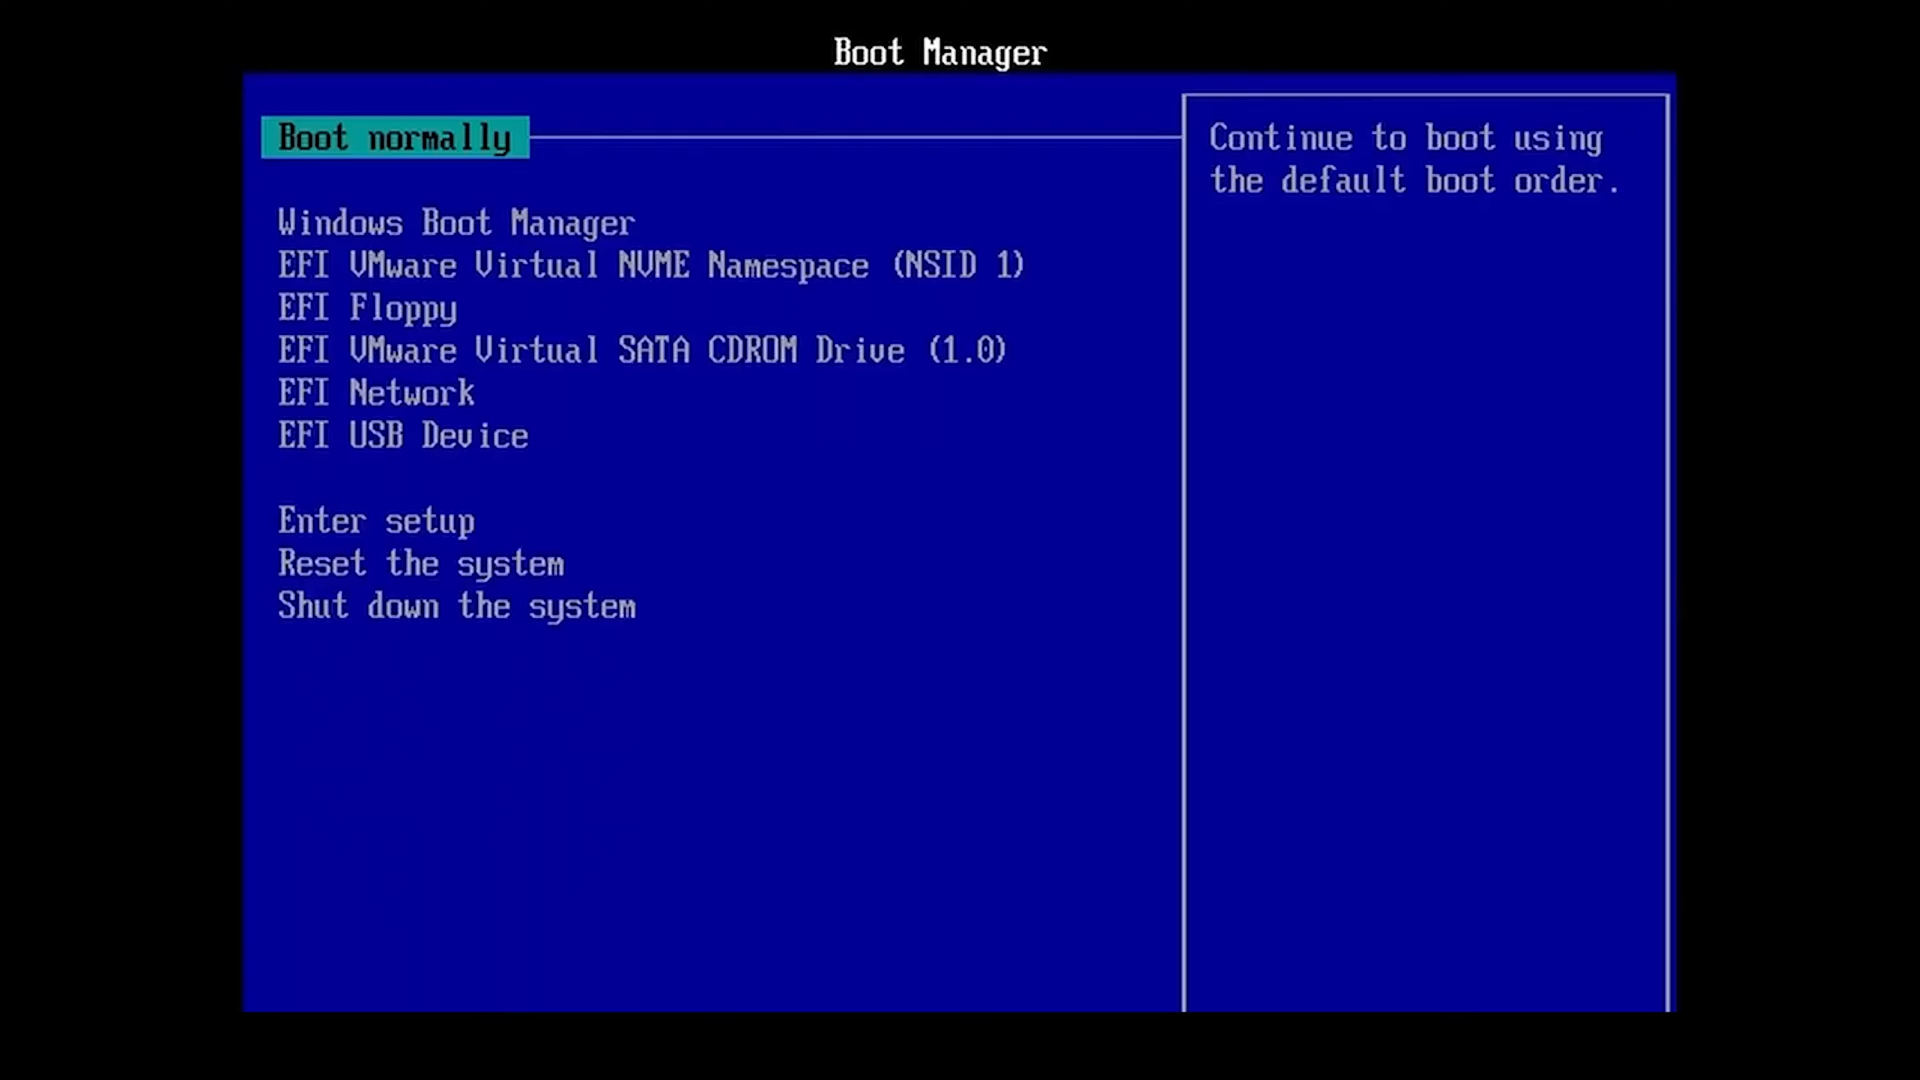 Boot Manager
Boot normally
Continue to boot using
the default boot order.
Windows Boot Manager
EFI VMware Virtual NVME Namespace (NSID 1)
EFI Floppy
EFI VMware Virtual SATA CDROM Drive (1.0)
EFI Network
EFI USB Device
Enter setup
Reset the system
Shut down the system